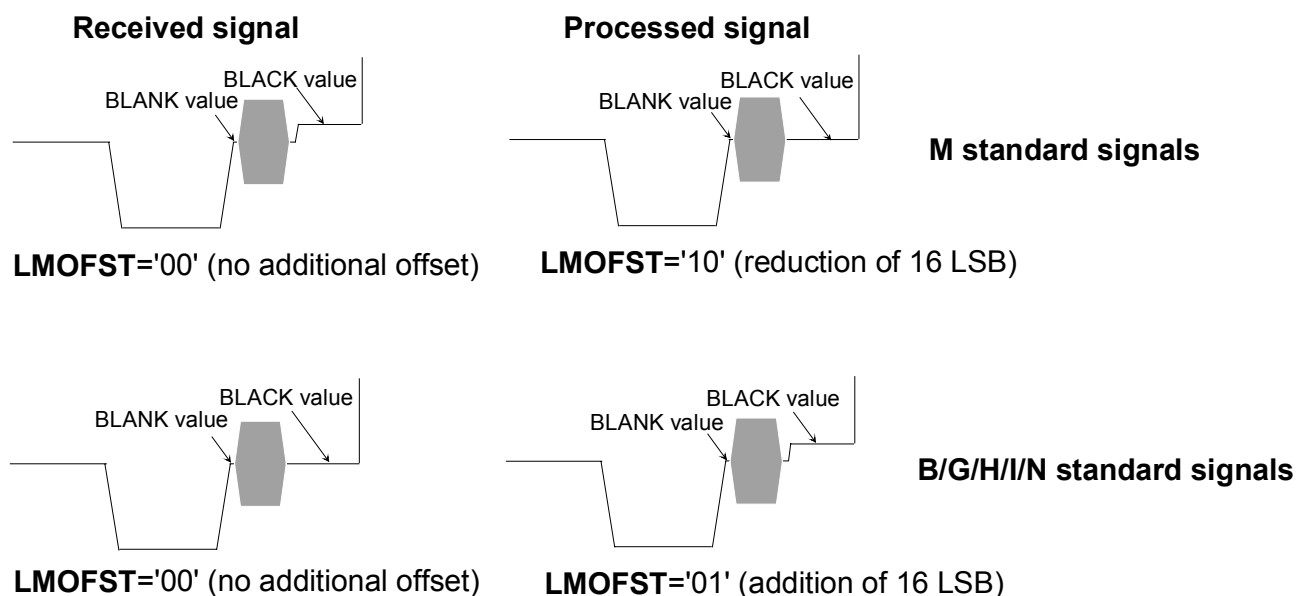 Received signal
Processed signal
BLACK value
BLANK value
BLACK value
BLANK value
M standard signals
LMOFST='00' (no additional offset)
LMOFST='10' (reduction of 16 LSB)
BLACK value
BLANK value
BLACK value
BLANK value
B/G/H/I/N standard signals
LMOFST='00' (no additional offset)
LMOFST='01' (addition of 16 LSB)